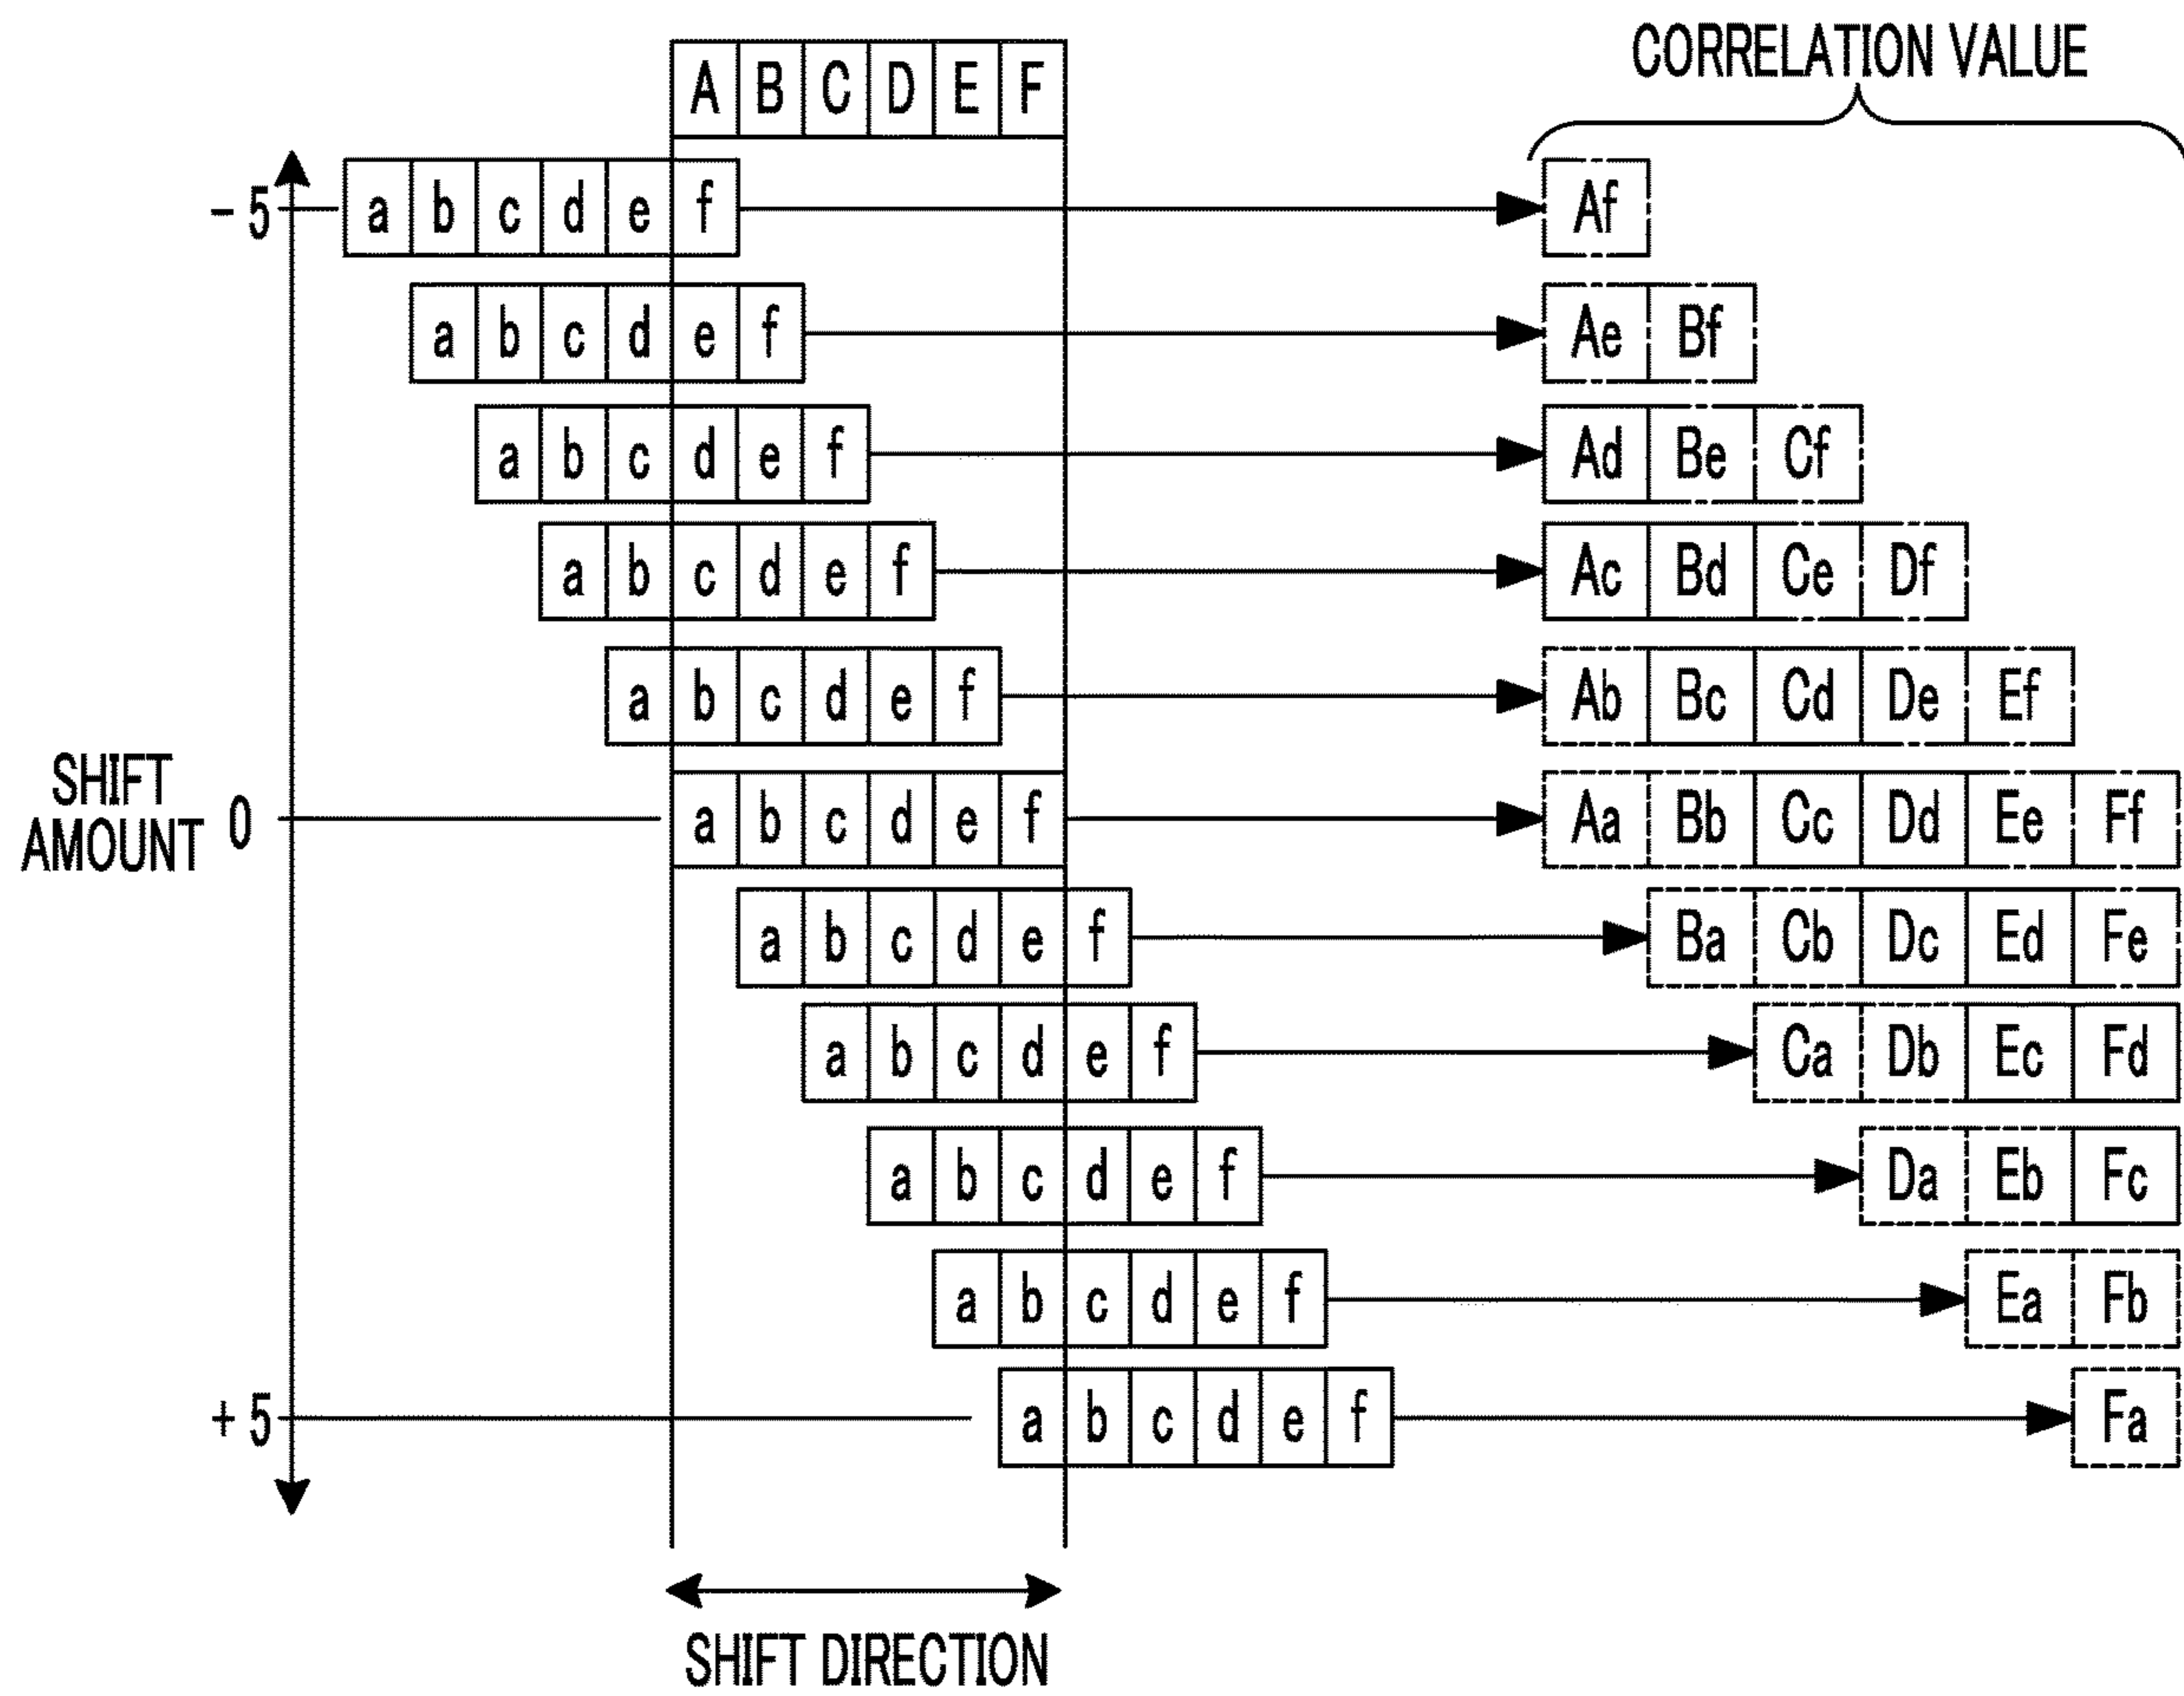 CORRELATION VALUE
A B C D E F
- 5 a b c d e f Af
a b c d e f Ae Bf
a b c d e f Ad Be Cf
a b c d e f Ac Bd Ce Df
a b c d e f Ab Bc Cd De Ef
SHIFT
AMOUNT
0 a b c d e f Aa Bb Cc Dd Ee Ff
a b c d e f Ba Cb Dc Ed Fe
a b c d e f Ca Db Ec Fd
a b c d e f Da Eb Fc
a b c d e f Ea Fb
+ 5 a b c d e f Fa
SHIFT DIRECTION